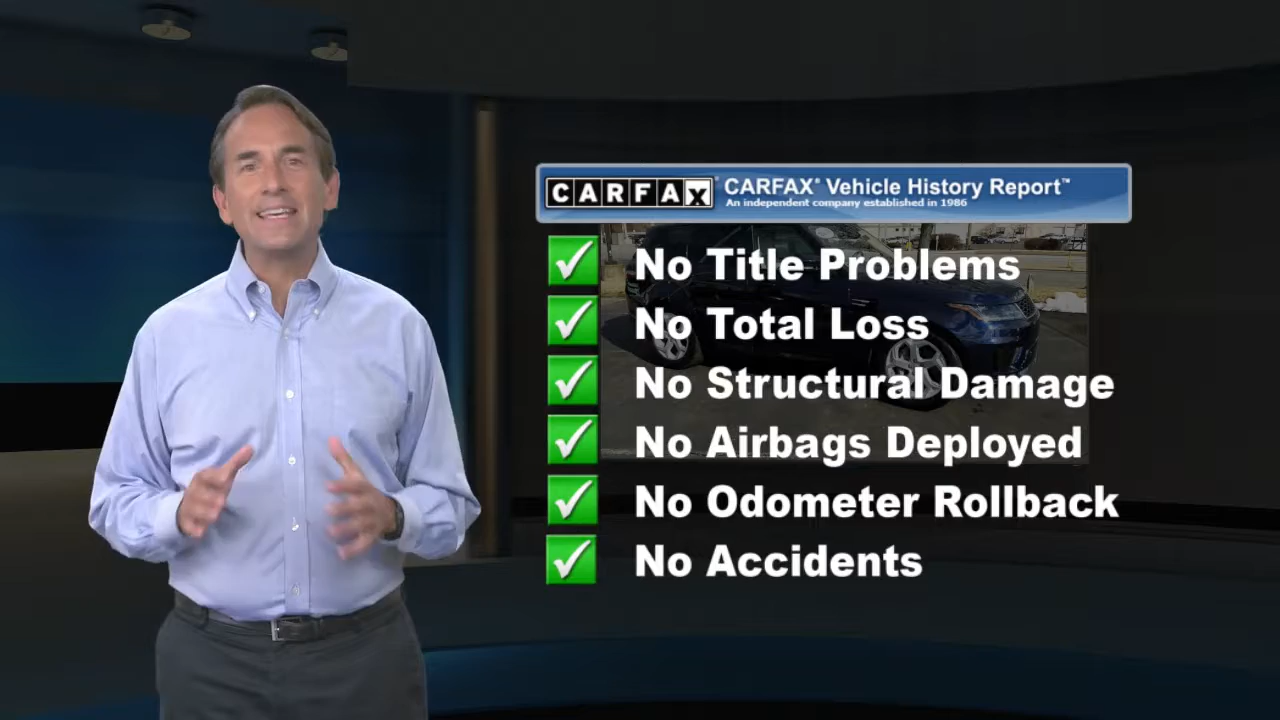 CARFAX
CARFAX® Vehicle History Report™
An independent company established in 1986
No Title Problems
No Total Loss
No Structural Damage
No Airbags Deployed
No Odometer Rollback
No Accidents